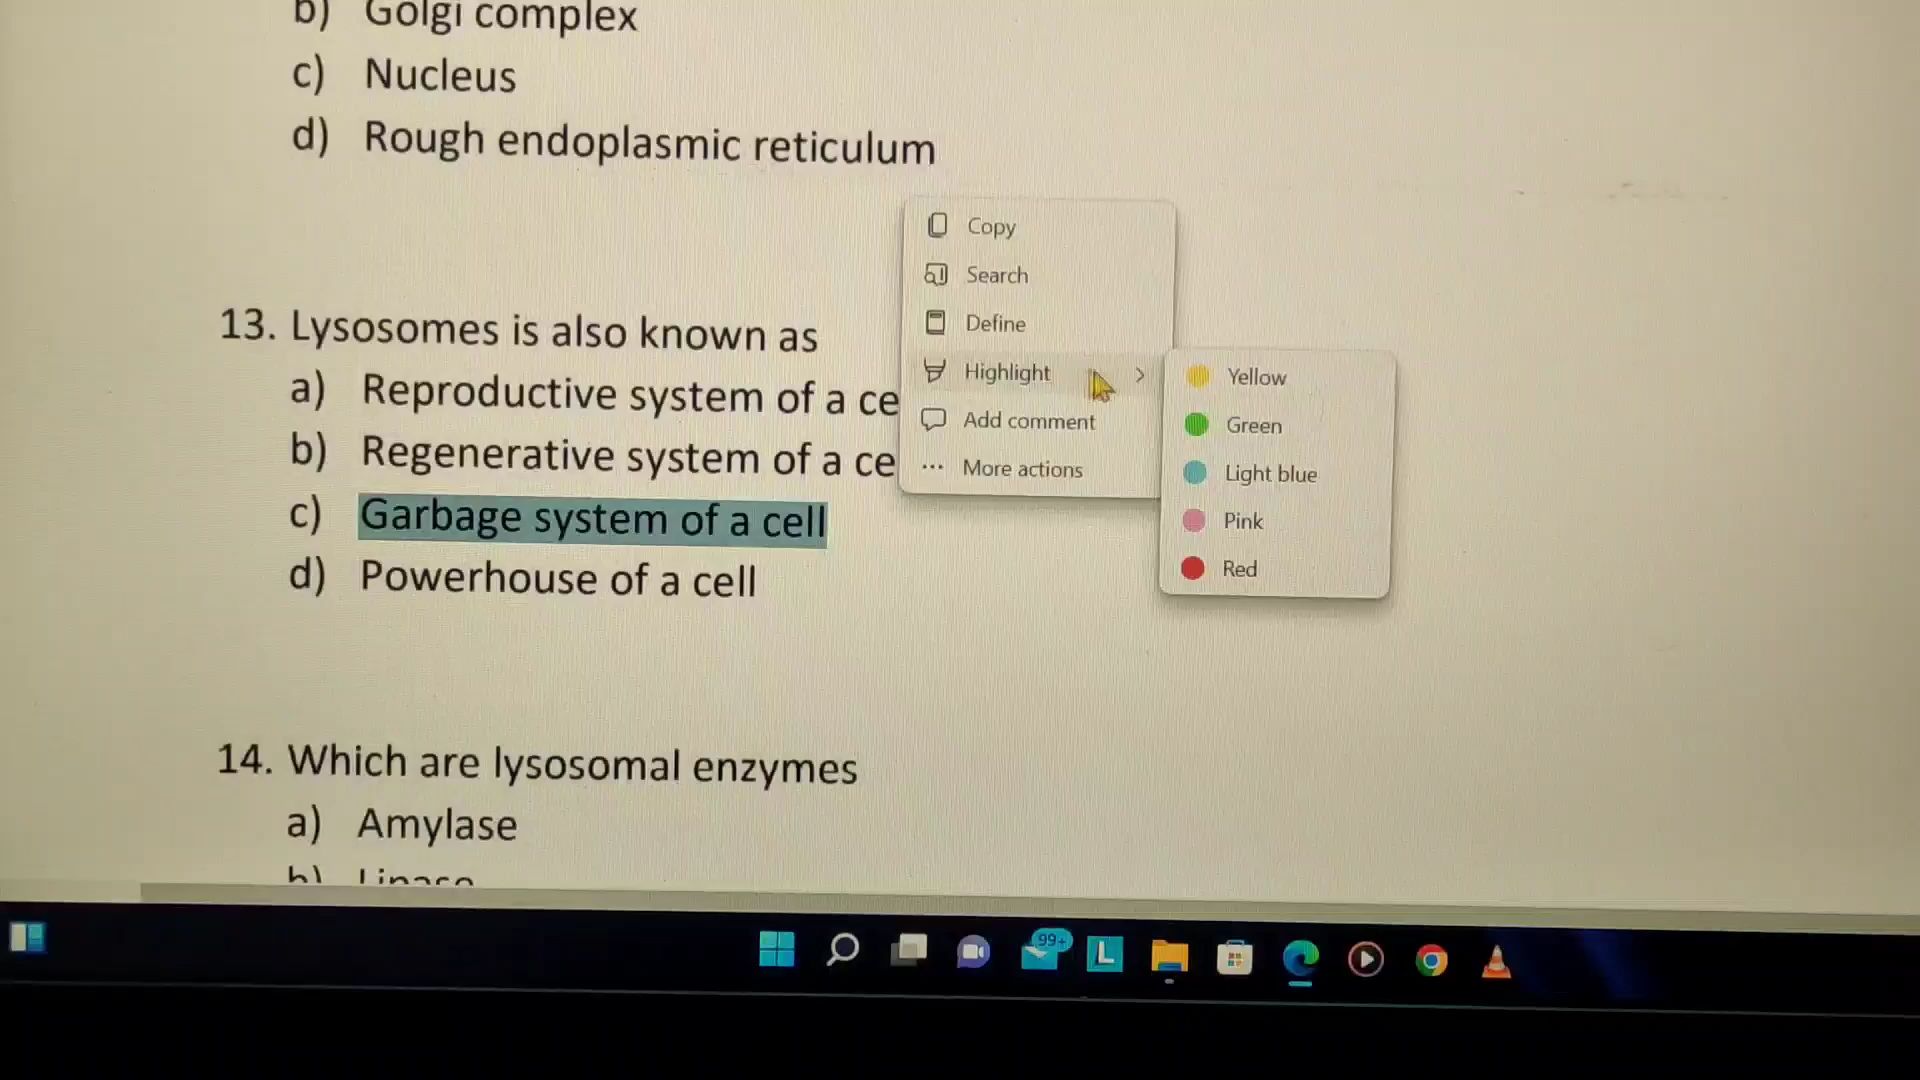 b) Golgi complex
c) Nucleus
d) Rough endoplasmic reticulum
13. Lysosomes is also known as
a) Reproductive system of a ce
b) Regenerative system of a ce
c) Garbage system of a cell
d) Powerhouse of a cell
Copy
Search
Define
Highlight
Add comment
More actions
Yellow
Green
Light blue
Pink
Red
14. Which are lysosomal enzymes
a) Amylase
b) Lipase
99+
L